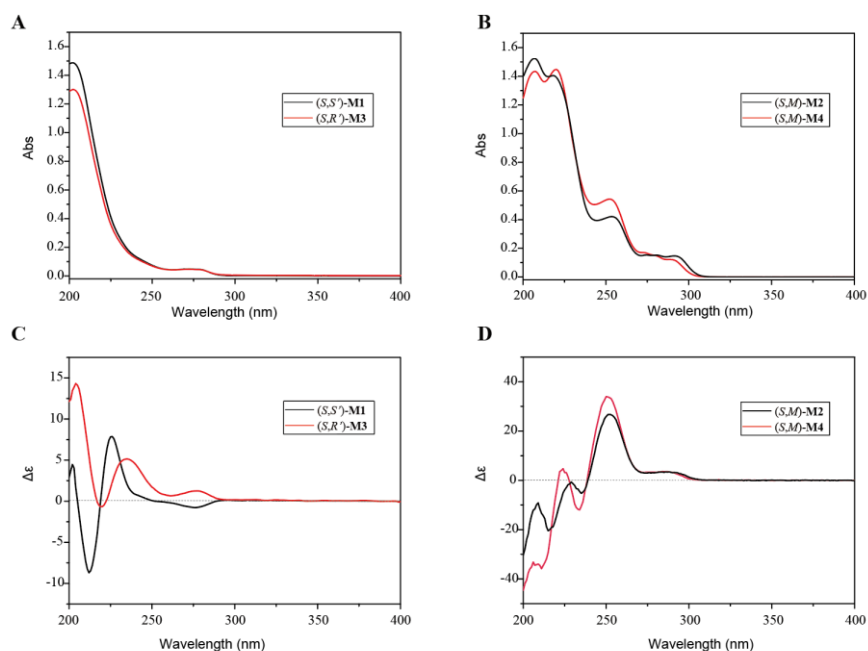 A
1.6
1.4
1.2
1.0
0.8
0.6
0.4
0.2
0.0
Abs
(S,S')-M1
(S,R')-M3
200 250 300 350 400
Wavelength (nm)
B
1.6
1.4
1.2
1.0
0.8
0.6
0.4
0.2
0.0
Abs
(S,M)-M2
(S,M)-M4
200 250 300 350 400
Wavelength (nm)
C
15
10
5
0
-5
-10
Δε
(S,S')-M1
(S,R')-M3
200 250 300 350 400
Wavelength (nm)
D
40
20
0
-20
-40
Δε
(S,M)-M2
(S,M)-M4
200 250 300 350 400
Wavelength (nm)